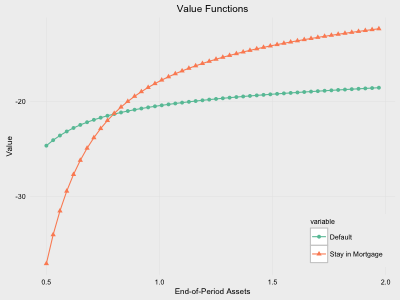 Value Functions
Value
-20
-30
0.5
1.0
1.5
2.0
End-of-Period Assets
variable
Default
Stay in Mortgage